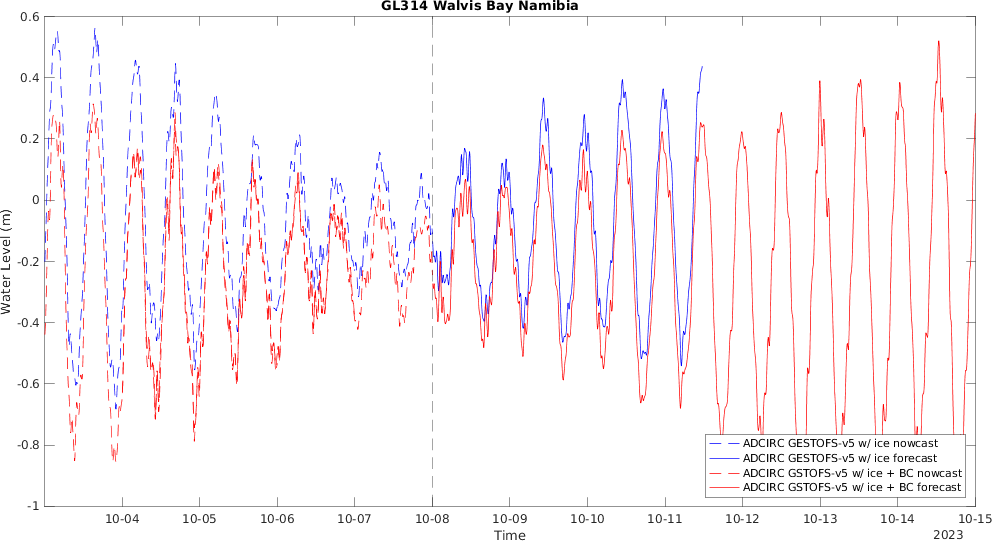 GL314 Walvis Bay Namibia
0.6
0.4
0.2
0
-0.2
-0.4
-0.6
-0.8
-1
Water Level (m)
ADCIRC GESTOFS-v5 w/ ice nowcast
ADCIRC GESTOFS-v5 w/ ice forecast
ADCIRC GSTOFS-v5 w/ ice + BC nowcast
ADCIRC GSTOFS-v5 w/ ice + BC forecast
10-04 10-05 10-06 10-07 10-08 10-09 10-10 10-11 10-12 10-13 10-14 10-15
Time
2023